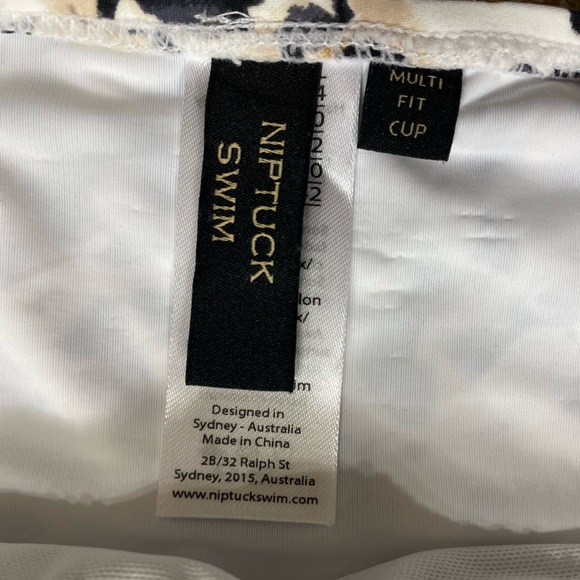 NIPTUCK
SWIM
MULTI
FIT
CUP
lon
Designed in
Sydney - Australia
Made in China
2B/32 Ralph St
Sydney, 2015, Australia
www.niptuckswim.com